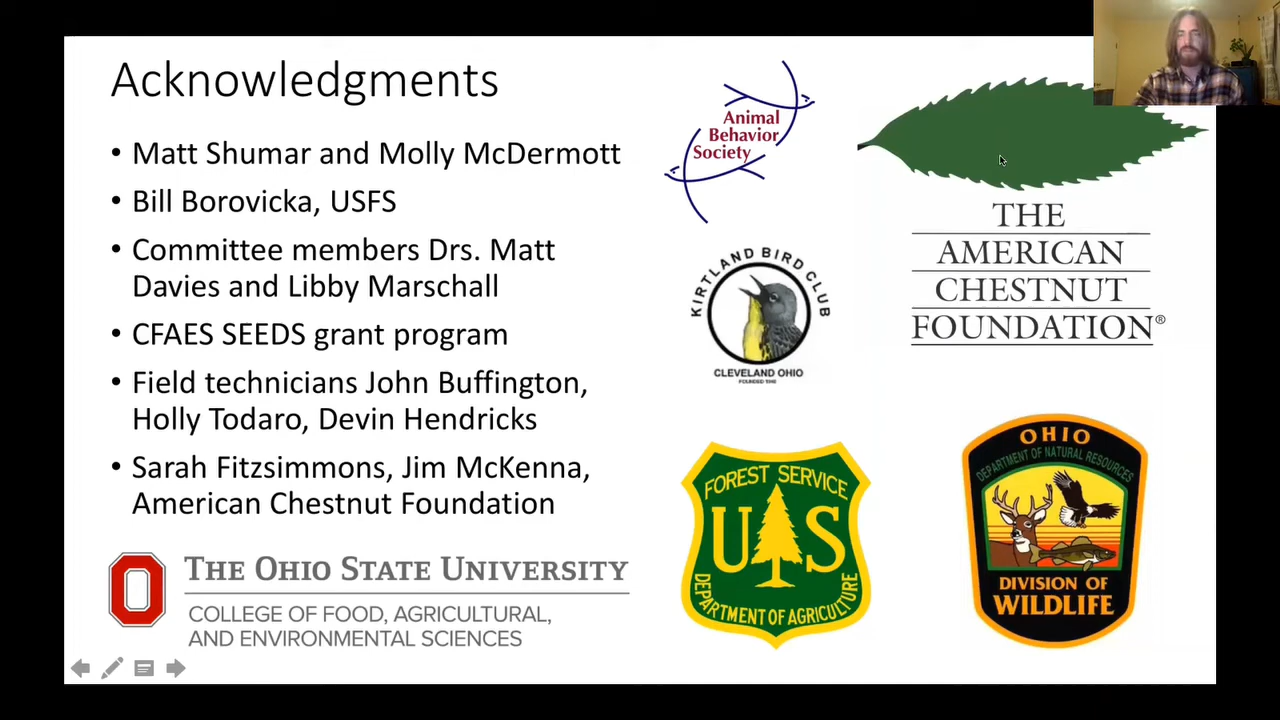 Acknowledgments
• Matt Shumar and Molly McDermott
• Bill Borovicka, USFS
• Committee members Drs. Matt
Davies and Libby Marschall
• CFAES SEEDS grant program
• Field technicians John Buffington,
Holly Todaro, Devin Hendricks
• Sarah Fitzsimmons, Jim McKenna,
American Chestnut Foundation
THE OHIO STATE UNIVERSITY
COLLEGE OF FOOD, AGRICULTURAL,
AND ENVIRONMENTAL SCIENCES
Animal
Behavior
Society
KIRTLAND BIRD CLUB
CLEVELAND OHIO
FOUNDED 1940
THE
AMERICAN
CHESTNUT
FOUNDATION®
FOREST SERVICE
US
DEPARTMENT OF AGRICULTURE
OHIO
DEPARTMENT OF NATURAL RESOURCES
DIVISION OF
WILDLIFE